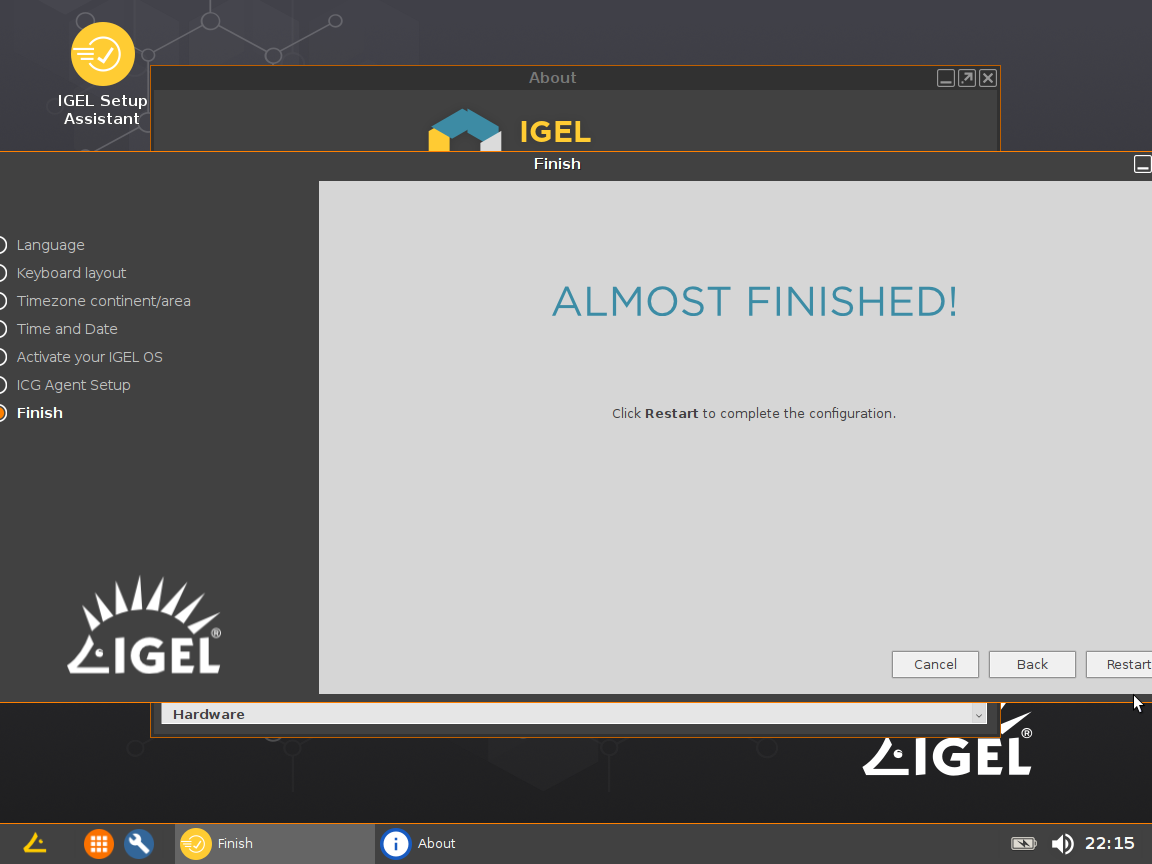 IGEL Setup
Assistant
About
IGEL
Finish
Language
Keyboard layout
Timezone continent/area
Time and Date
Activate your IGEL OS
ICG Agent Setup
Finish
ALMOST FINISHED!
Click Restart to complete the configuration.
IGEL®
Cancel
Back
Restart
Hardware
IGEL®
Finish
About
22:15